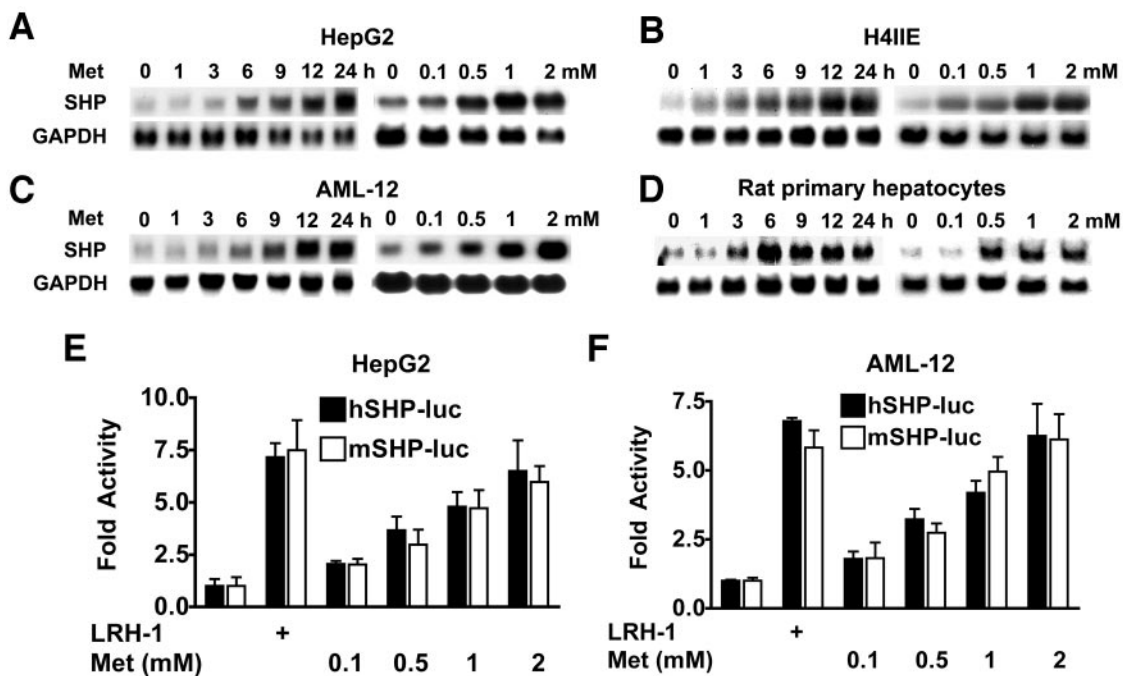 A
HepG2
Met 0 1 3 6 9 12 24 h 0 0.1 0.5 1 2 mM
SHP
GAPDH
B
H4IIE
0 1 3 6 9 12 24 0 0.1 0.5 1 2 mM
C
AML-12
Met 0 1 3 6 9 12 24 h 0 0.1 0.5 1 2 mM
SHP
GAPDH
D
Rat primary hepatocytes
0 1 3 6 9 12 24 0 0.1 0.5 1 2 mM
E
HepG2
Fold Activity
10.0
7.5
5.0
2.5
0.0
hSHP-luc
mSHP-luc
LRH-1 +
Met (mM) 0.1 0.5 1 2
F
AML-12
Fold Activity
7.5
5.0
2.5
0.0
hSHP-luc
mSHP-luc
LRH-1 +
Met (mM) 0.1 0.5 1 2